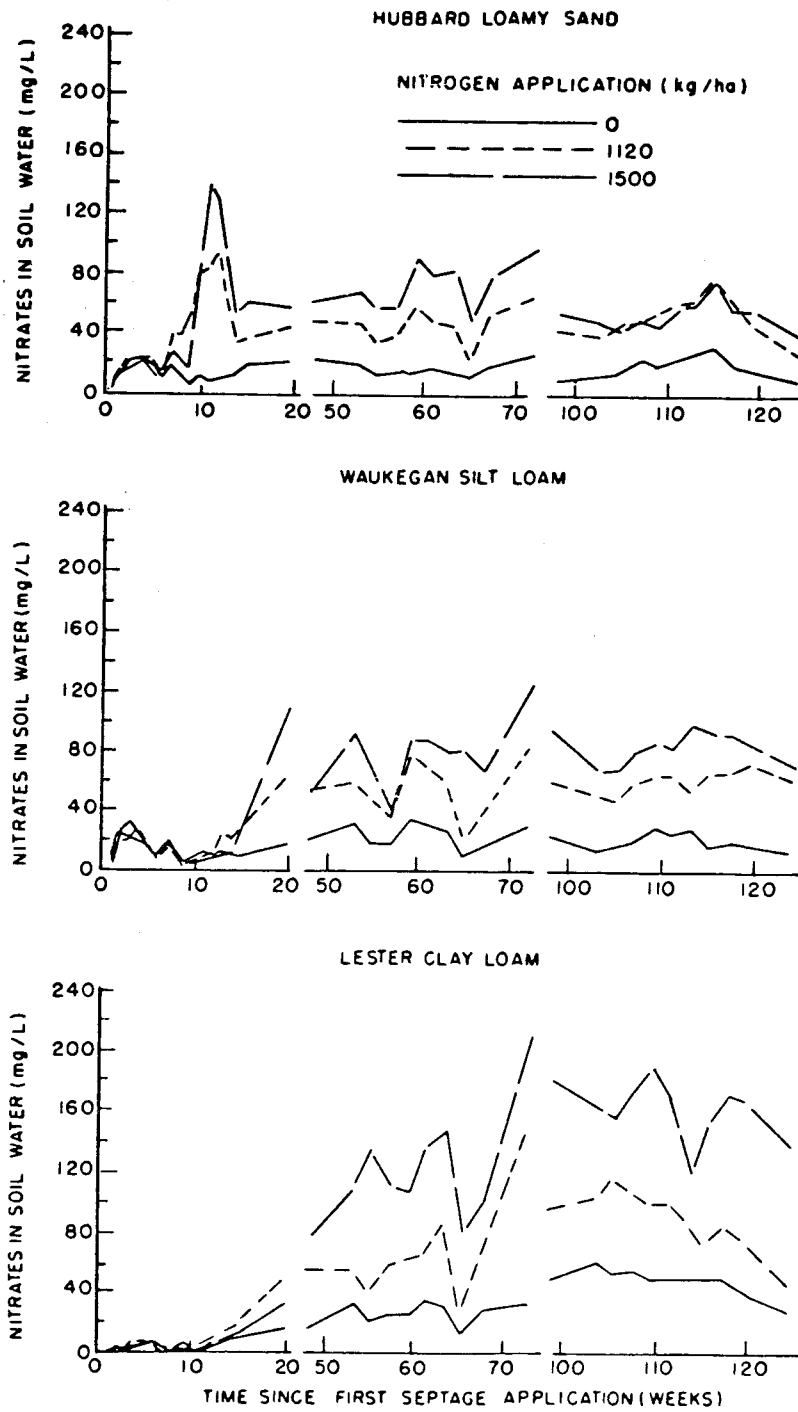 HUBBARD LOAMY SAND
NITROGEN APPLICATION (kg/ha)
0
1120
1500
NITRATES IN SOIL WATER (mg/L)
240
200
160
120
80
40
0
0 10 20 50 60 70 100 110 120
WAUKEGAN SILT LOAM
NITRATES IN SOIL WATER (mg/L)
240
200
160
120
80
40
0
0 10 20 50 60 70 100 110 120
LESTER CLAY LOAM
NITRATES IN SOIL WATER (mg/L)
240
200
160
120
80
40
0
0 10 20 50 60 70 100 110 120
TIME SINCE FIRST SEPTAGE APPLICATION (WEEKS)